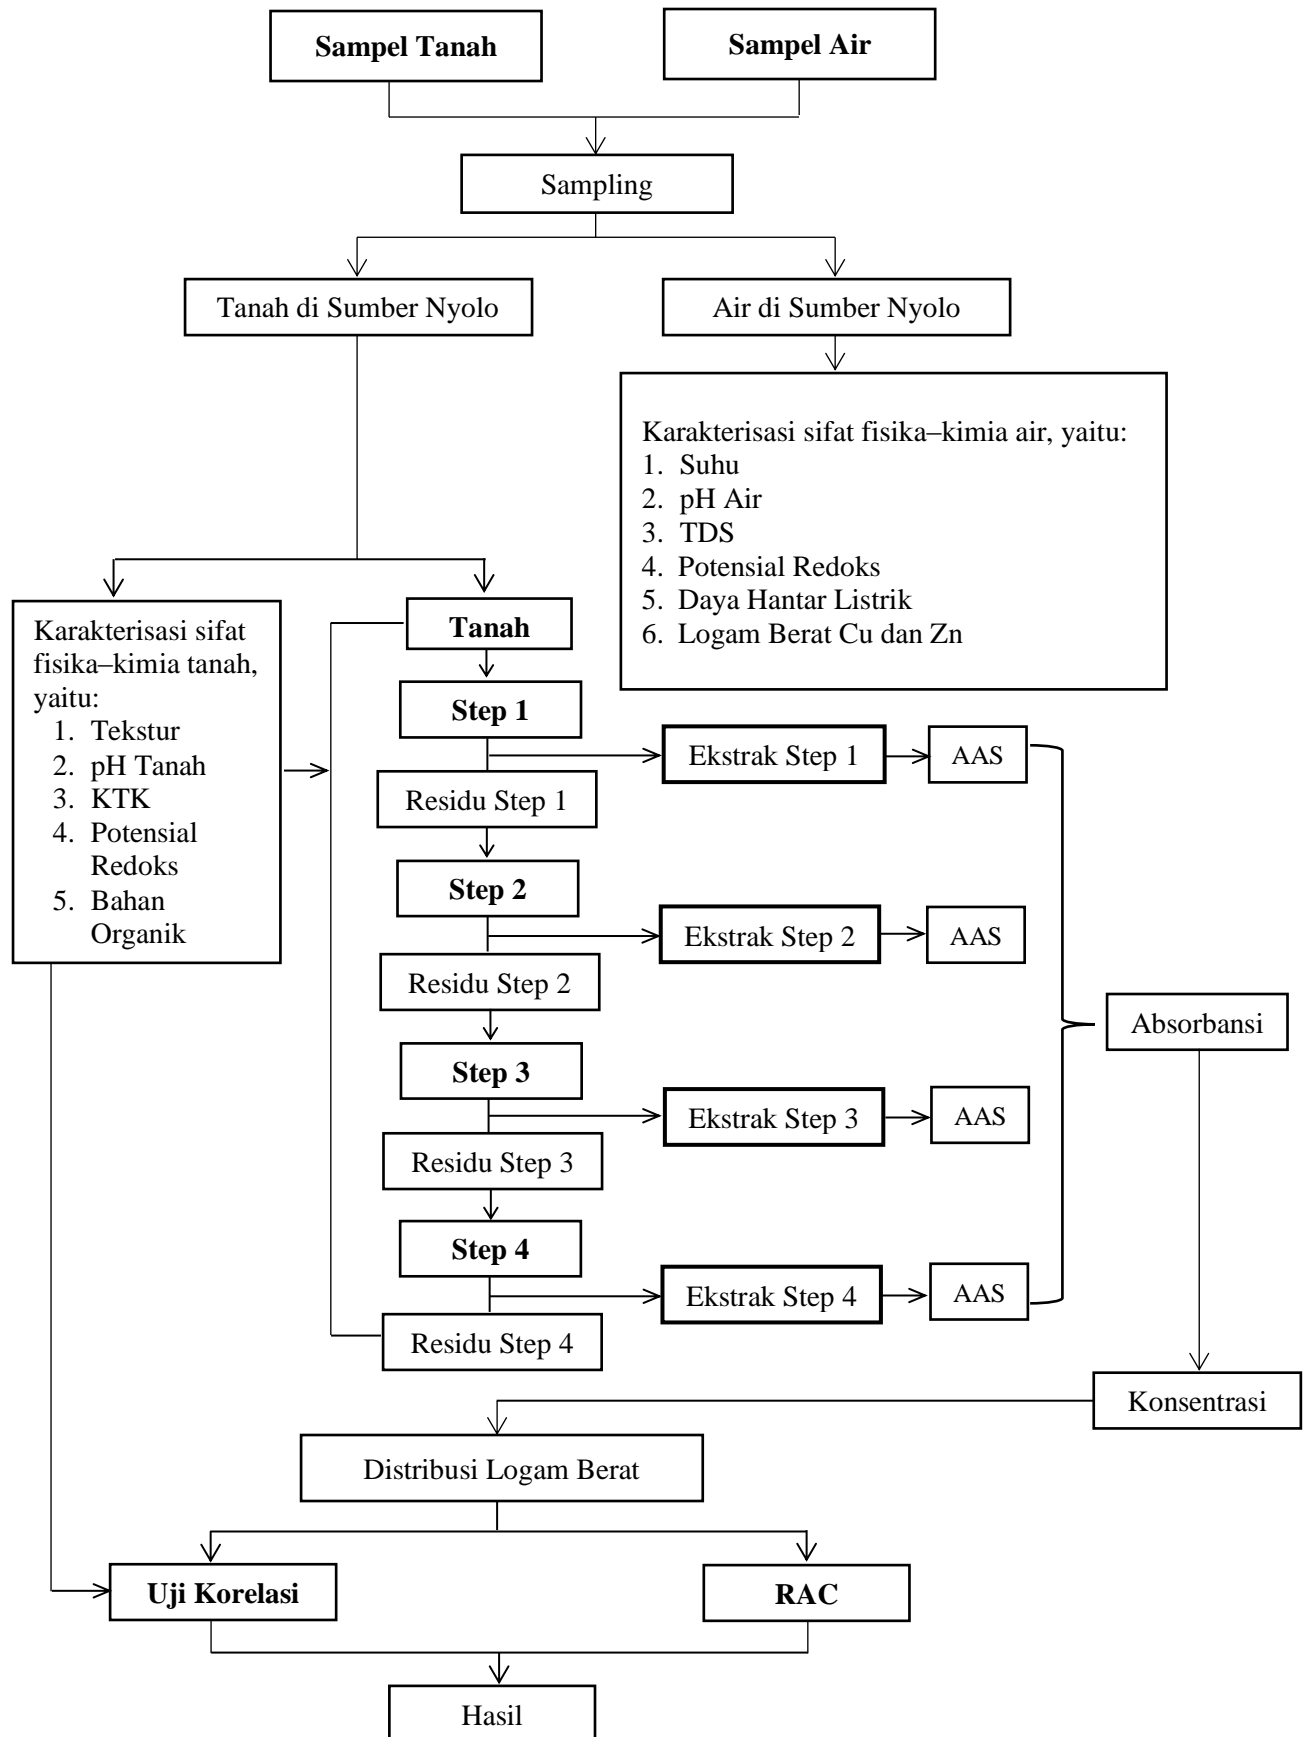 Sampel Tanah
Sampel Air
Sampling
Tanah di Sumber Nyolo
Air di Sumber Nyolo
Karakterisasi sifat fisika–kimia air, yaitu:
1. Suhu
2. pH Air
3. TDS
4. Potensial Redoks
5. Daya Hantar Listrik
6. Logam Berat Cu dan Zn
Karakterisasi sifat
fisika–kimia tanah,
yaitu:
1. Tekstur
2. pH Tanah
3. KTK
4. Potensial
Redoks
5. Bahan
Organik
Tanah
Step 1
Ekstrak Step 1
AAS
Residu Step 1
Step 2
Ekstrak Step 2
AAS
Residu Step 2
Step 3
Ekstrak Step 3
AAS
Residu Step 3
Step 4
Ekstrak Step 4
AAS
Residu Step 4
Absorbansi
Konsentrasi
Distribusi Logam Berat
Uji Korelasi
RAC
Hasil